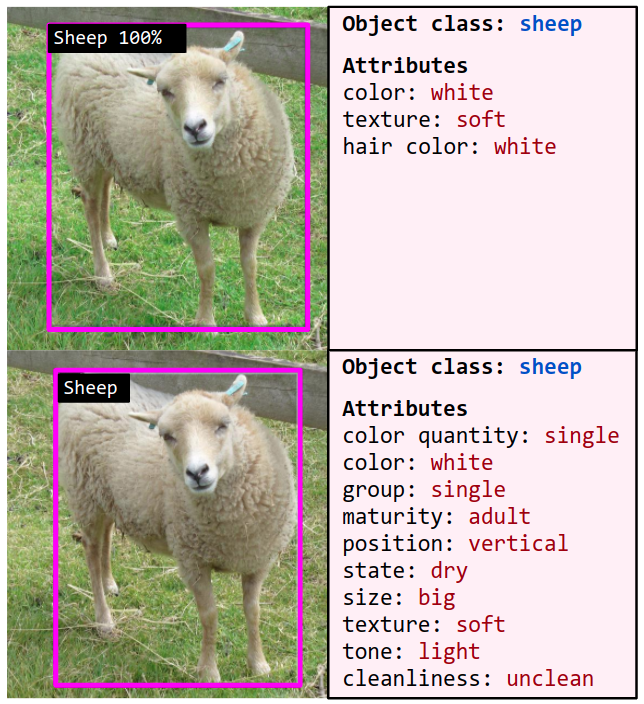 Sheep 100%
Object class: sheep
Attributes
color: white
texture: soft
hair color: white
Sheep
Object class: sheep
Attributes
color quantity: single
color: white
group: single
maturity: adult
position: vertical
state: dry
size: big
texture: soft
tone: light
cleanliness: unclean